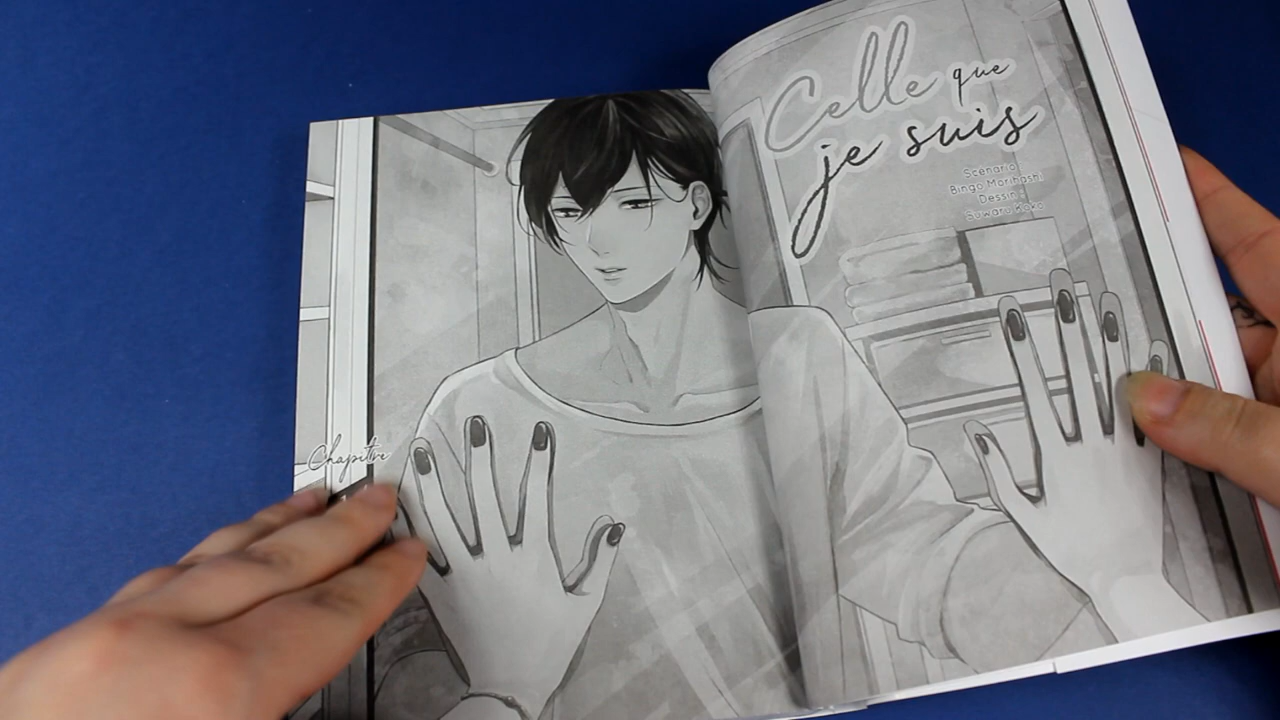 Celle que
je suis
Scenario :
Bingo Morihashi
Dessin :
Suwaru Koko
Chapitre